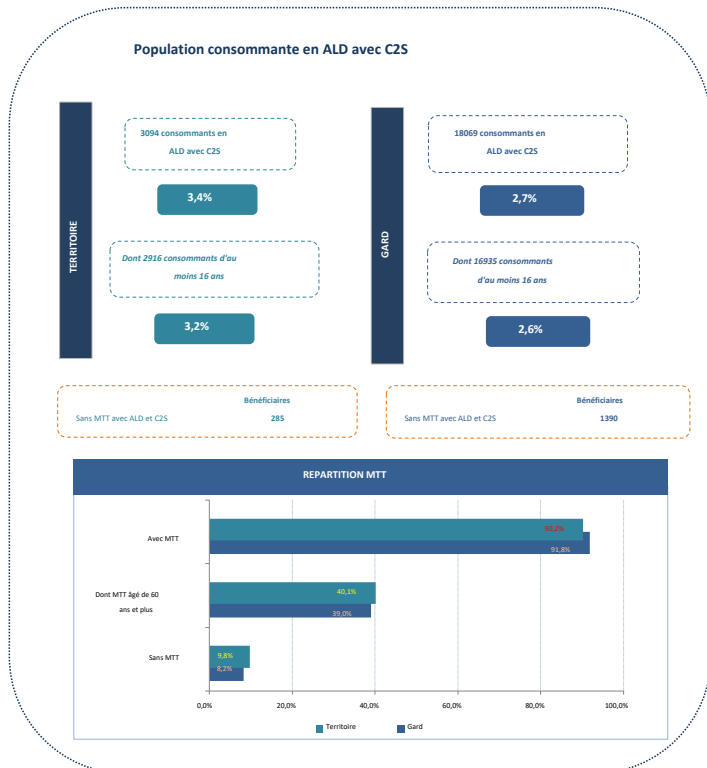 Population consommante en ALD avec C2S
TERRITOIRE
3094 consommants en
ALD avec C2S
3,4%
Dont 2916 consommants d'au
moins 16 ans
3,2%
GARD
18069 consommants en
ALD avec C2S
2,7%
Dont 16935 consommants
d'au moins 16 ans
2,6%
Bénéficiaires
Sans MTT avec ALD et C2S 285
Bénéficiaires
Sans MTT avec ALD et C2S 1390
REPARTITION MTT
Avec MTT
90,2%
91,8%
Dont MTT âgé de 60
ans et plus
40,1%
39,0%
Sans MTT
9,8%
8,2%
0,0% 20,0% 40,0% 60,0% 80,0% 100,0%
Territoire Gard